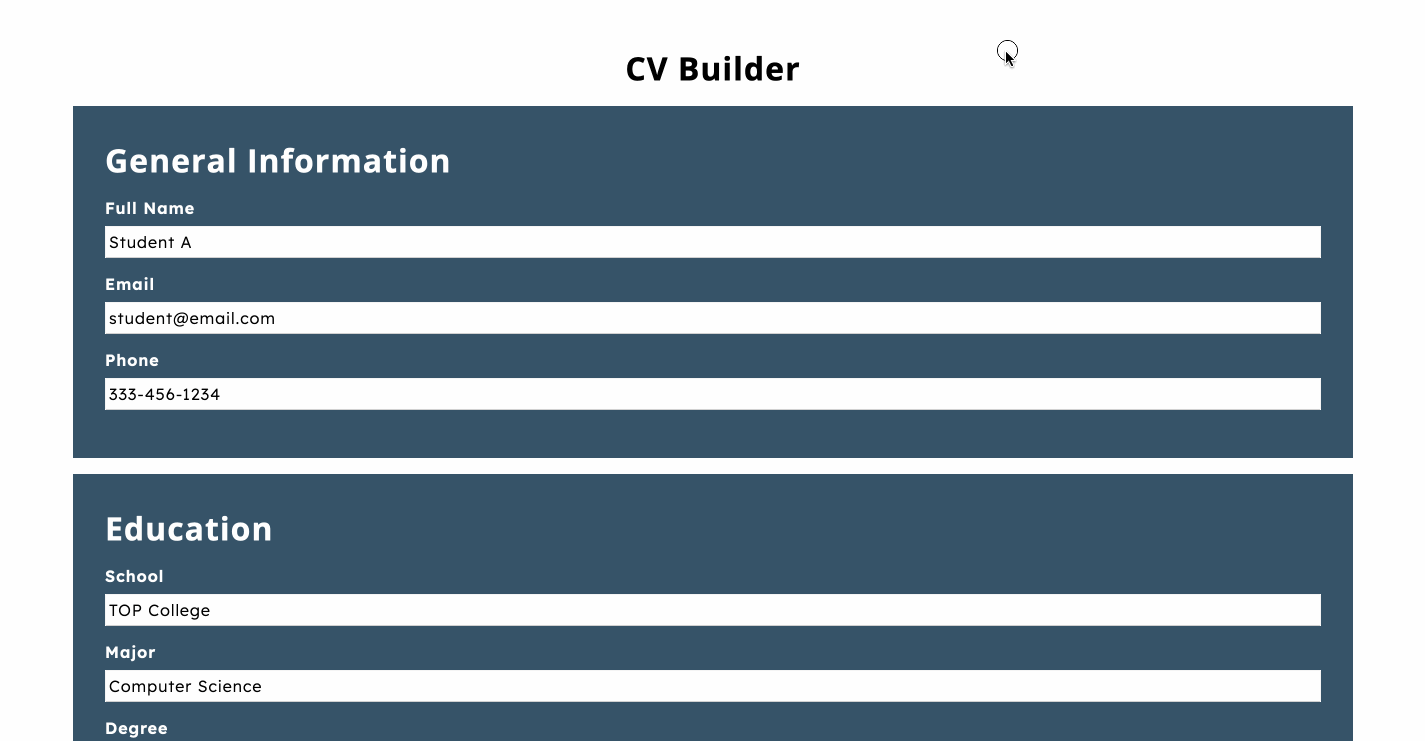 CV Builder
General Information
Full Name
Student A
Email
student@email.com
Phone
333-456-1234
Education
School
TOP College
Major
Computer Science
Degree